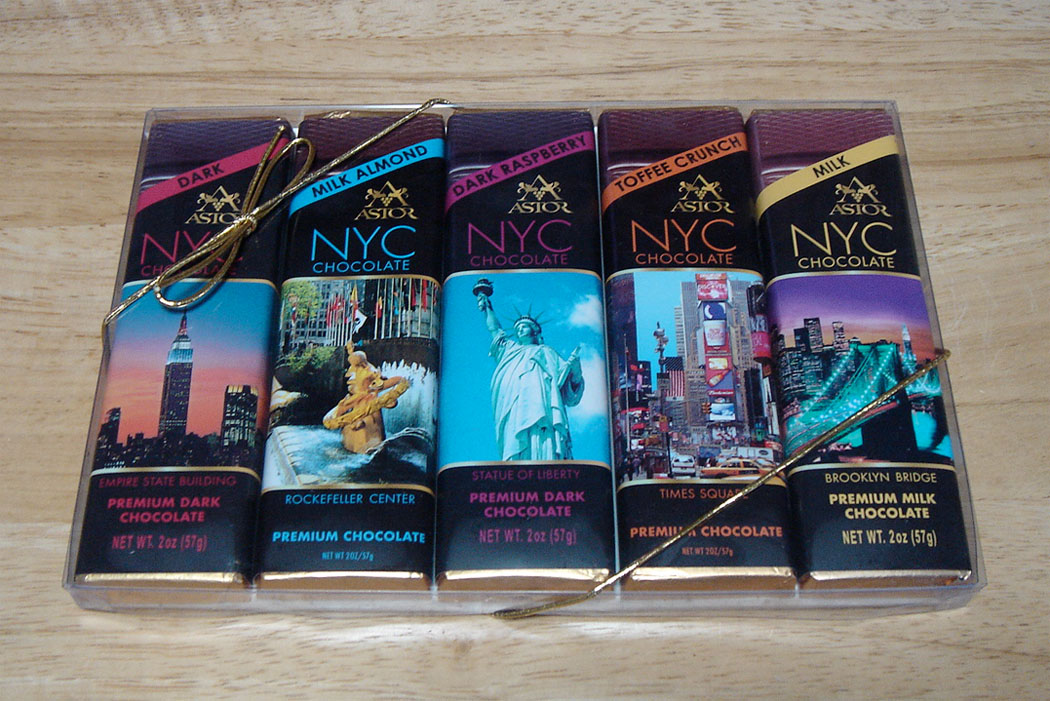 DARK
ASTOR
NYC
CHOCOLATE
EMPIRE STATE BUILDING
PREMIUM DARK
CHOCOLATE
NET WT. 2oz (57g)
MILK ALMOND
ASTOR
NYC
CHOCOLATE
ROCKEFELLER CENTER
PREMIUM CHOCOLATE
NET WT 2OZ/57g
DARK RASPBERRY
ASTOR
NYC
CHOCOLATE
STATUE OF LIBERTY
PREMIUM DARK
CHOCOLATE
NET WT. 2oz (57g)
TOFFEE CRUNCH
ASTOR
NYC
CHOCOLATE
DISCOVER
TIMES SQUARE
PREMIUM CHOCOLATE
NET WT 2OZ/57g
MILK
ASTOR
NYC
CHOCOLATE
BROOKLYN BRIDGE
PREMIUM MILK
CHOCOLATE
NET WT. 2oz (57g)